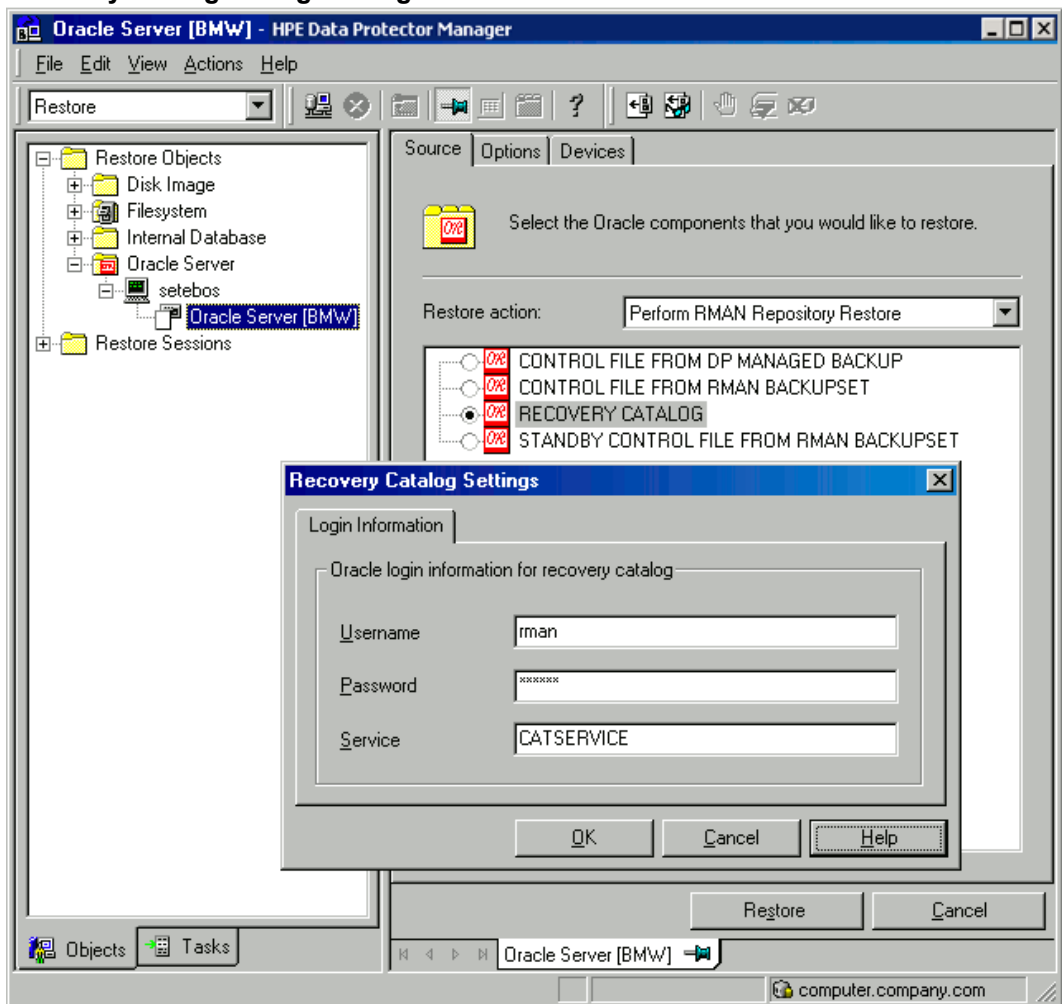 Oracle Server [BMW] - HPE Data Protector Manager
File Edit View Actions Help
Restore
Restore Objects
Disk Image
Filesystem
Internal Database
Oracle Server
setebos
Oracle Server [BMW]
Restore Sessions
Source Options Devices
Select the Oracle components that you would like to restore.
Restore action: Perform RMAN Repository Restore
CONTROL FILE FROM DP MANAGED BACKUP
CONTROL FILE FROM RMAN BACKUPSET
RECOVERY CATALOG
STANDBY CONTROL FILE FROM RMAN BACKUPSET
Recovery Catalog Settings
Login Information
Oracle login information for recovery catalog
Username rman
Password ******
Service CATSERVICE
OK Cancel Help
Restore Cancel
Objects Tasks
Oracle Server [BMW]
computer.company.com